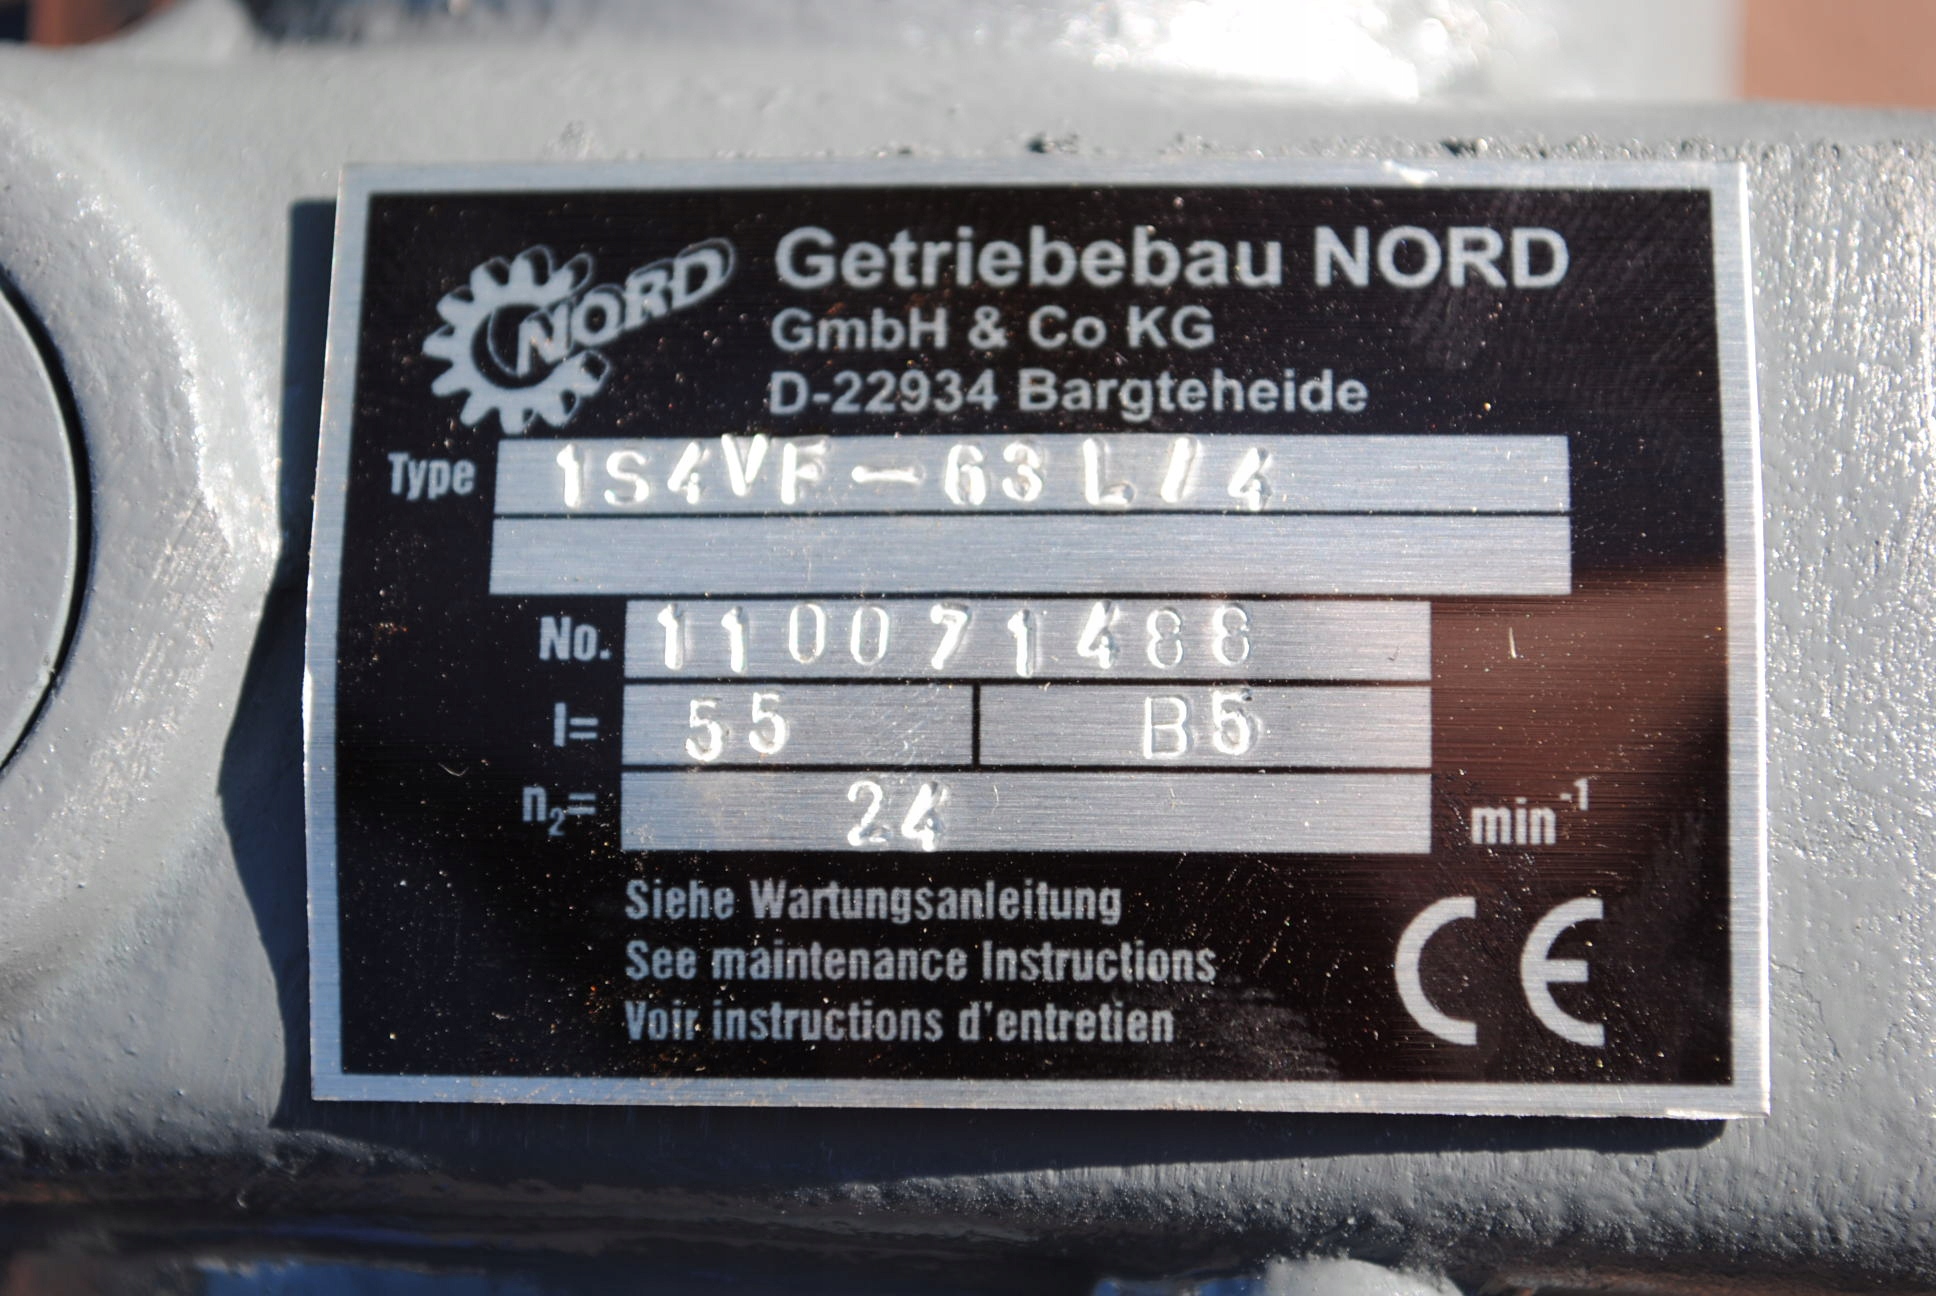 NORD
Getriebebau NORD
GmbH & Co KG
D-22934 Bargteheide
Type 1S4VF-63L/4
No. 110071488
I= 55 B5
n₂= 24 min⁻¹
Siehe Wartungsanleitung
See maintenance Instructions
Voir instructions d'entretien
CE